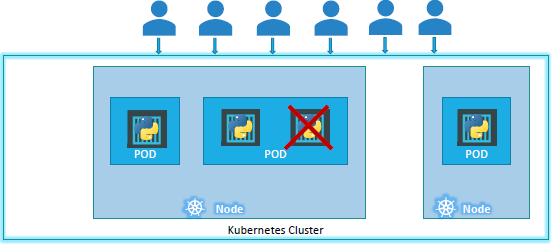 POD
POD
POD
Node
Node
Kubernetes Cluster